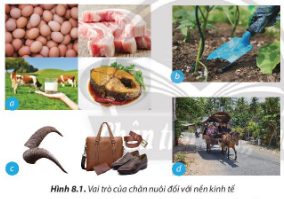 a
b
c
d
Hình 8.1. Vai trò của chăn nuôi đối với nền kinh tế